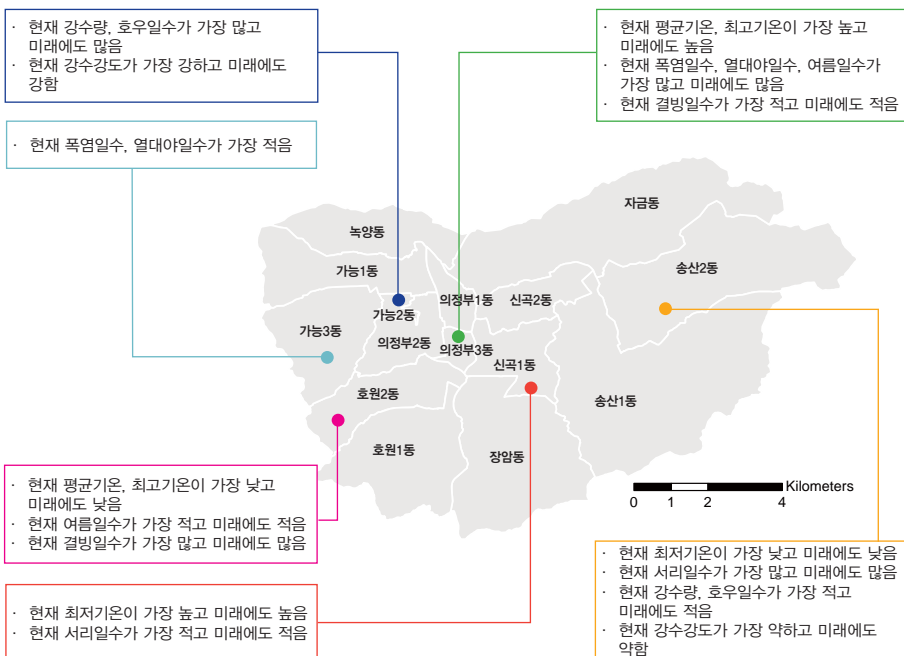 · 현재 강수량, 호우일수가 가장 많고
미래에도 많음
· 현재 강수강도가 가장 강하고 미래에도
강함
· 현재 평균기온, 최고기온이 가장 높고
미래에도 높음
· 현재 폭염일수, 열대야일수, 여름일수가
가장 많고 미래에도 많음
· 현재 결빙일수가 가장 적고 미래에도 적음
· 현재 폭염일수, 열대야일수가 가장 적음
자금동
녹양동
송산2동
가능1동
의정부1동
신곡2동
가능2동
가능3동
의정부2동
의정부3동
신곡1동
호원2동
송산1동
호원1동
장암동
Kilometers
0 1 2 4
· 현재 평균기온, 최고기온이 가장 낮고
미래에도 낮음
· 현재 여름일수가 가장 적고 미래에도 적음
· 현재 결빙일수가 가장 많고 미래에도 많음
· 현재 최저기온이 가장 높고 미래에도 높음
· 현재 서리일수가 가장 적고 미래에도 적음
· 현재 최저기온이 가장 낮고 미래에도 낮음
· 현재 서리일수가 가장 많고 미래에도 많음
· 현재 강수량, 호우일수가 가장 적고
미래에도 적음
· 현재 강수강도가 가장 약하고 미래에도
약함